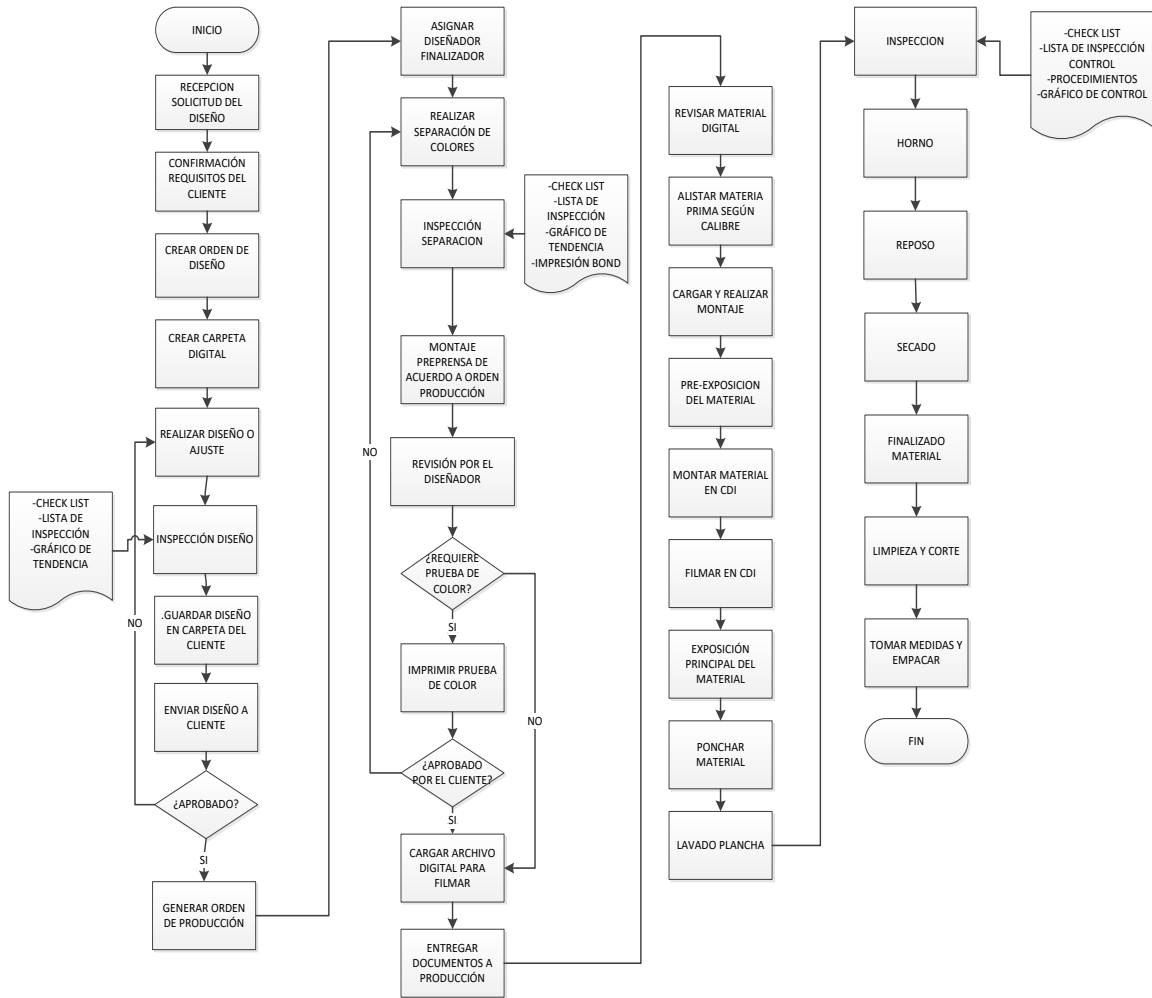 INICIO
RECEPCION
SOLICITUD DEL
DISEÑO
CONFIRMACIÓN
REQUISITOS DEL
CLIENTE
CREAR ORDEN DE
DISEÑO
CREAR CARPETA
DIGITAL
REALIZAR DISEÑO O
AJUSTE
-CHECK LIST
-LISTA DE
INSPECCIÓN
-GRÁFICO DE
TENDENCIA
INSPECCIÓN DISEÑO
NO
.GUARDAR DISEÑO
EN CARPETA DEL
CLIENTE
ENVIAR DISEÑO A
CLIENTE
¿APROBADO?
SI
GENERAR ORDEN
DE PRODUCCIÓN
ASIGNAR
DISEÑADOR
FINALIZADOR
REALIZAR
SEPARACIÓN DE
COLORES
INSPECCIÓN
SEPARACION
-CHECK LIST
-LISTA DE
INSPECCIÓN
-GRÁFICO DE
TENDENCIA
-IMPRESIÓN BOND
MONTAJE
PREPRENSA DE
ACUERDO A ORDEN
PRODUCCIÓN
NO
REVISIÓN POR EL
DISEÑADOR
¿REQUIERE
PRUEBA DE
COLOR?
SI
IMPRIMIR PRUEBA
DE COLOR
NO
¿APROBADO
POR EL CLIENTE?
SI
CARGAR ARCHIVO
DIGITAL PARA
FILMAR
ENTREGAR
DOCUMENTOS A
PRODUCCIÓN
REVISAR MATERIAL
DIGITAL
ALISTAR MATERIA
PRIMA SEGÚN
CALIBRE
CARGAR Y REALIZAR
MONTAJE
PRE-EXPOSICION
DEL MATERIAL
MONTAR MATERIAL
EN CDI
FILMAR EN CDI
EXPOSICIÓN
PRINCIPAL DEL
MATERIAL
PONCHAR
MATERIAL
LAVADO PLANCHA
INSPECCION
-CHECK LIST
-LISTA DE INSPECCIÓN
CONTROL
-PROCEDIMIENTOS
-GRÁFICO DE CONTROL
HORNO
REPOSO
SECADO
FINALIZADO
MATERIAL
LIMPIEZA Y CORTE
TOMAR MEDIDAS Y
EMPACAR
FIN